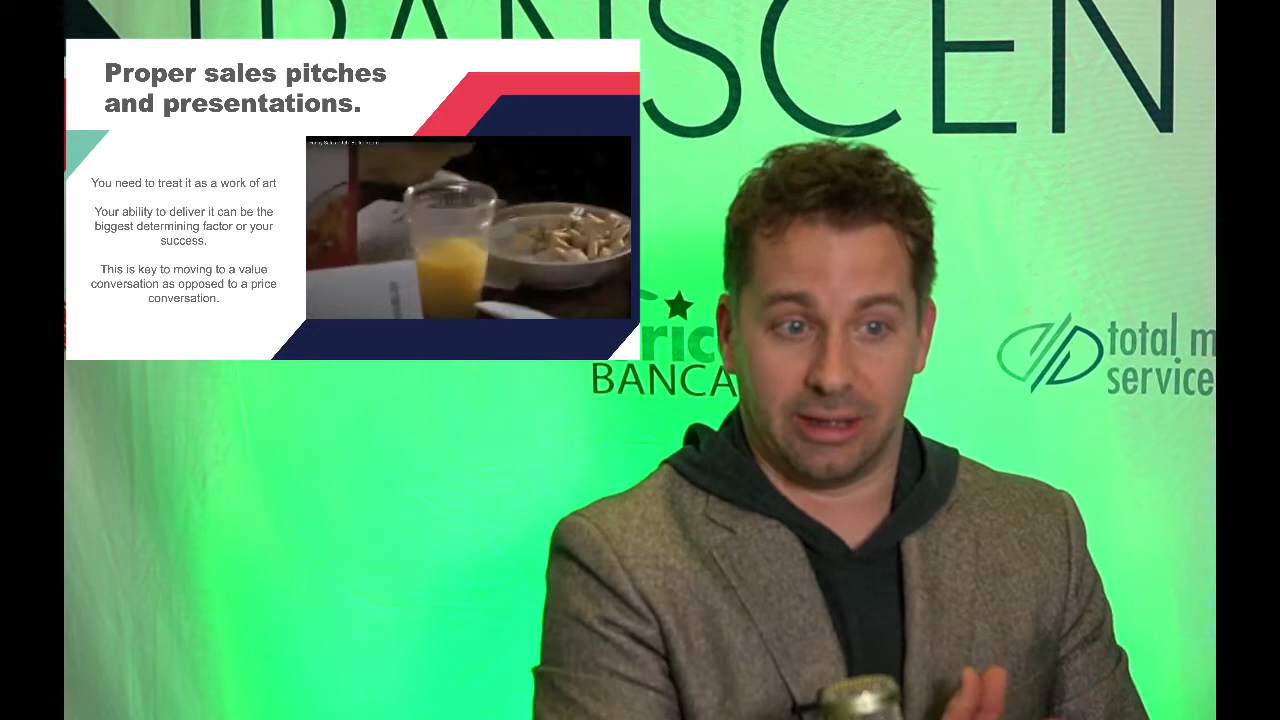 TRANSCEN
Proper sales pitches
and presentations.
You need to treat it as a work of art
Your ability to deliver it can be the
biggest determining factor or your
success.
This is key to moving to a value
conversation as opposed to a price
conversation.
ric
BANCA
total m
service